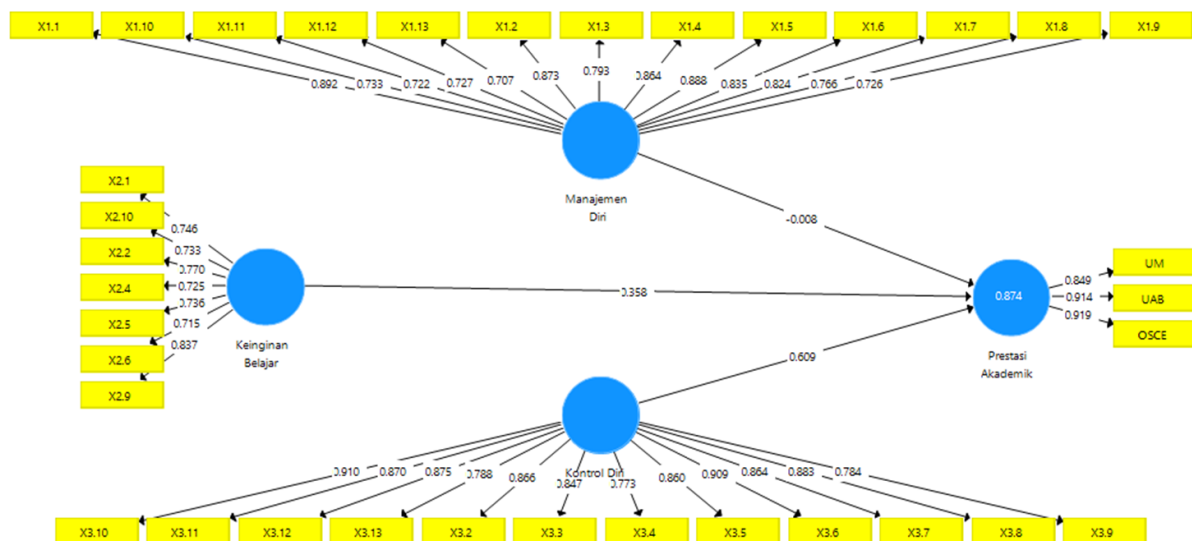 X1.1 X1.10 X1.11 X1.12 X1.13 X1.2 X1.3 X1.4 X1.5 X1.6 X1.7 X1.8 X1.9
0.892 0.733 0.722 0.727 0.707 0.873 0.793 0.864 0.888 0.835 0.824 0.766 0.726
Manajemen
Diri
X2.1
X2.10
X2.2
X2.4
X2.5
X2.6
X2.9
0.746
0.733
0.770
0.725
0.736
0.715
0.837
Keinginan
Belajar
-0.008
0.358
0.609
0.874
Prestasi
Akademik
0.849
0.914
0.919
UM
UAB
OSCE
Kontrol Diri
0.910 0.870 0.875 0.788 0.866 0.847 0.773 0.860 0.909 0.864 0.883 0.784
X3.10 X3.11 X3.12 X3.13 X3.2 X3.3 X3.4 X3.5 X3.6 X3.7 X3.8 X3.9